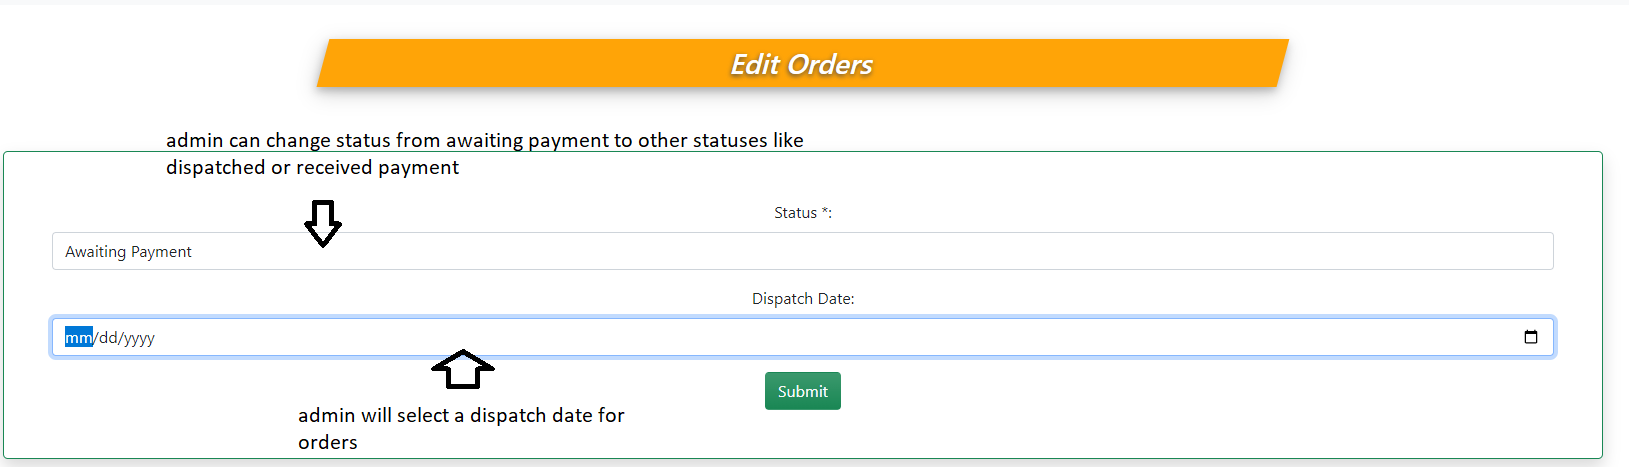 Edit Orders
admin can change status from awaiting payment to other statuses like
dispatched or received payment
Status *:
Awaiting Payment
Dispatch Date:
mm/dd/yyyy
Submit
admin will select a dispatch date for
orders